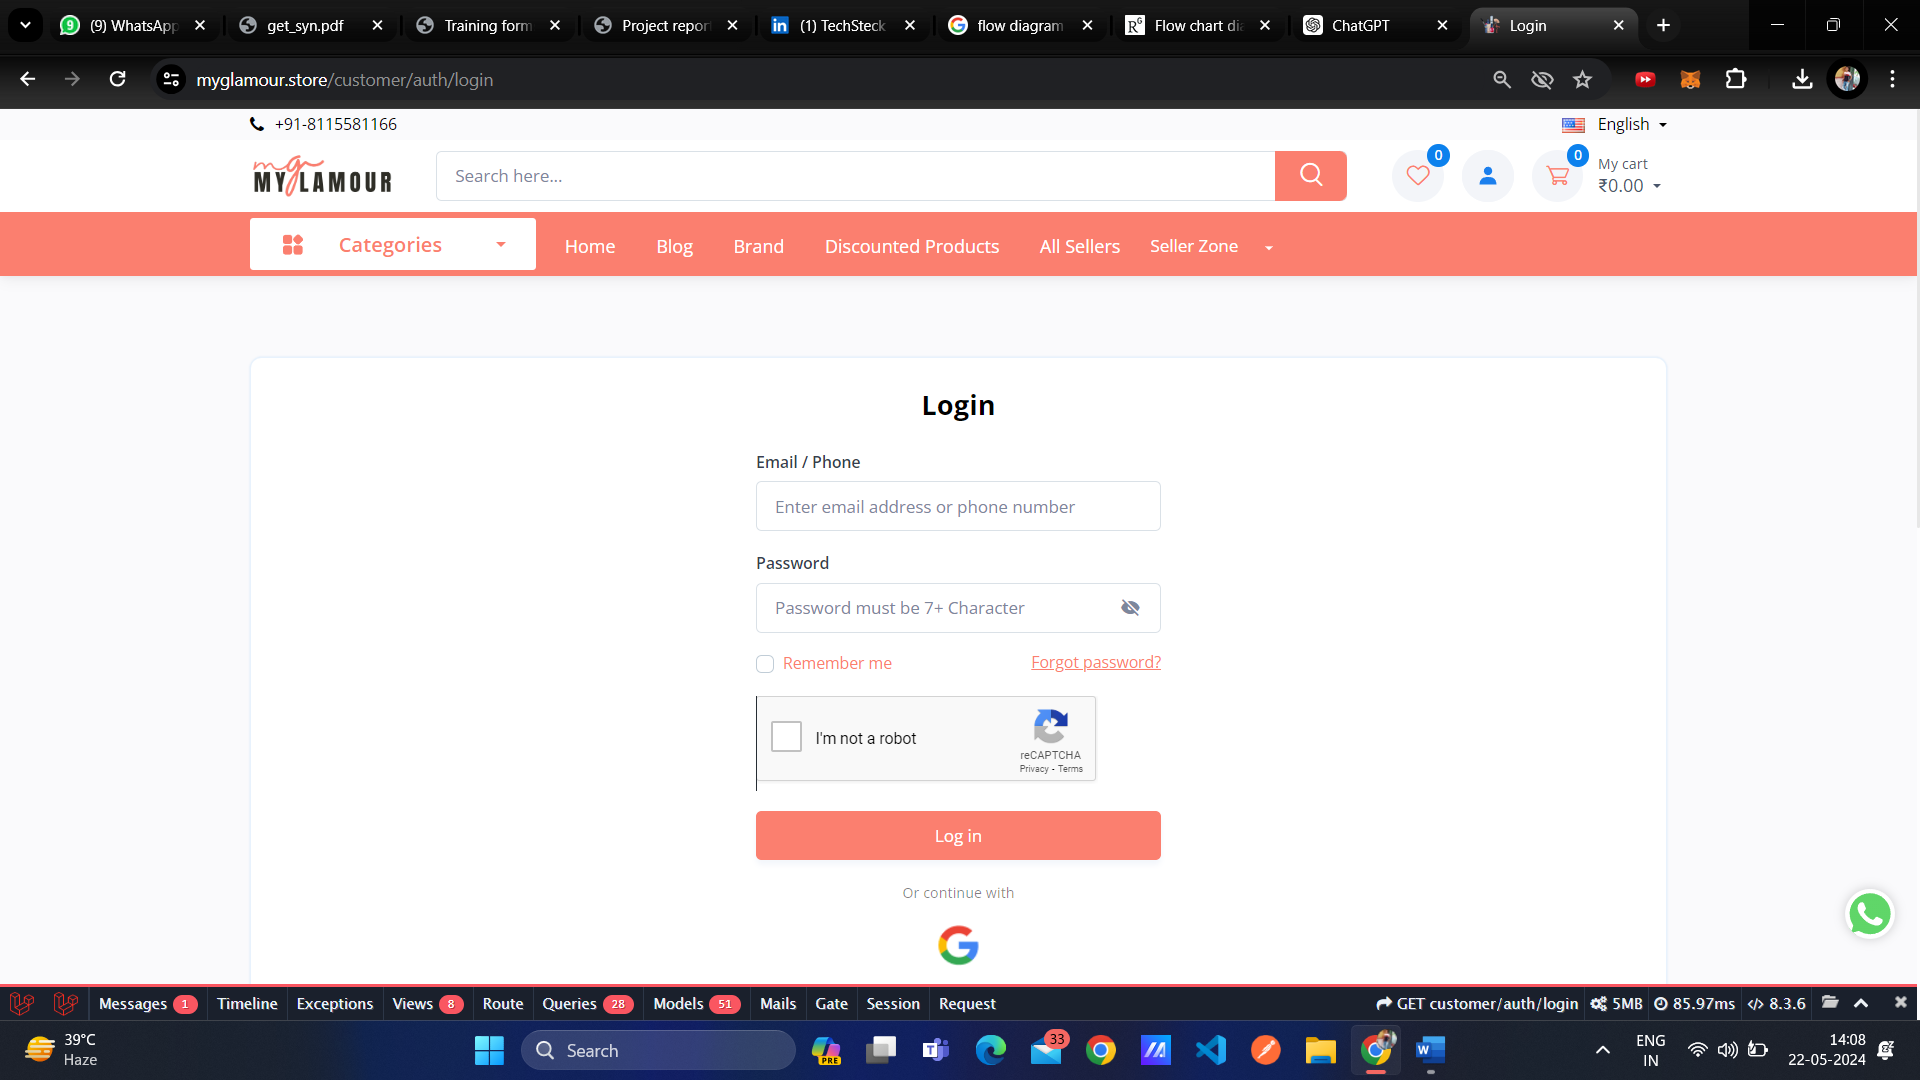 (9) WhatsApp
get_syn.pdf
Training form
Project report
(1) TechSteck
flow diagram
Flow chart dia
ChatGPT
Login
myglamour.store/customer/auth/login
+91-8115581166
English
MY GLAMOUR
Search here...
0
0
My cart
₹0.00
Categories
Home
Blog
Brand
Discounted Products
All Sellers
Seller Zone
Login
Email / Phone
Enter email address or phone number
Password
Password must be 7+ Character
Remember me
Forgot password?
I'm not a robot
reCAPTCHA
Privacy - Terms
Log in
Or continue with
Messages 1
Timeline
Exceptions
Views 8
Route
Queries 28
Models 51
Mails
Gate
Session
Request
GET customer/auth/login
5MB
85.97ms
8.3.6
39°C
Haze
Search
PRE
33
ENG
IN
14:08
22-05-2024